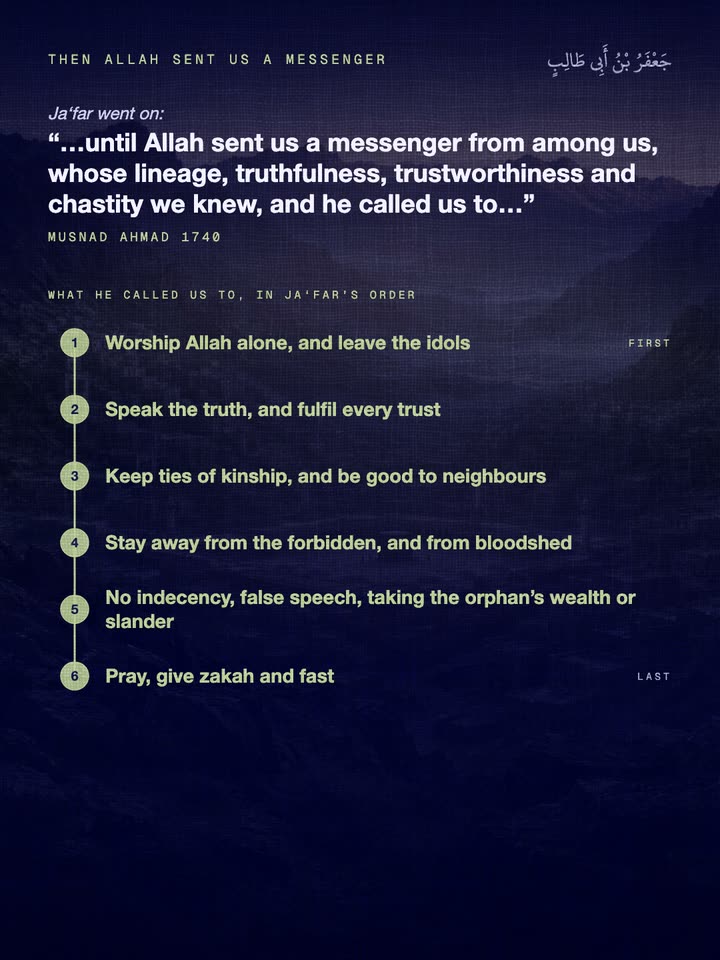 THEN ALLAH SENT US A MESSENGER
جَعْفَرُ بْنُ أَبِي طَالِبٍ
Ja‘far went on:
“…until Allah sent us a messenger from among us,
whose lineage, truthfulness, trustworthiness and
chastity we knew, and he called us to…”
MUSNAD AHMAD 1740
WHAT HE CALLED US TO, IN JA‘FAR’S ORDER
1 Worship Allah alone, and leave the idols FIRST
2 Speak the truth, and fulfil every trust
3 Keep ties of kinship, and be good to neighbours
4 Stay away from the forbidden, and from bloodshed
5 No indecency, false speech, taking the orphan’s wealth or
slander
6 Pray, give zakah and fast LAST